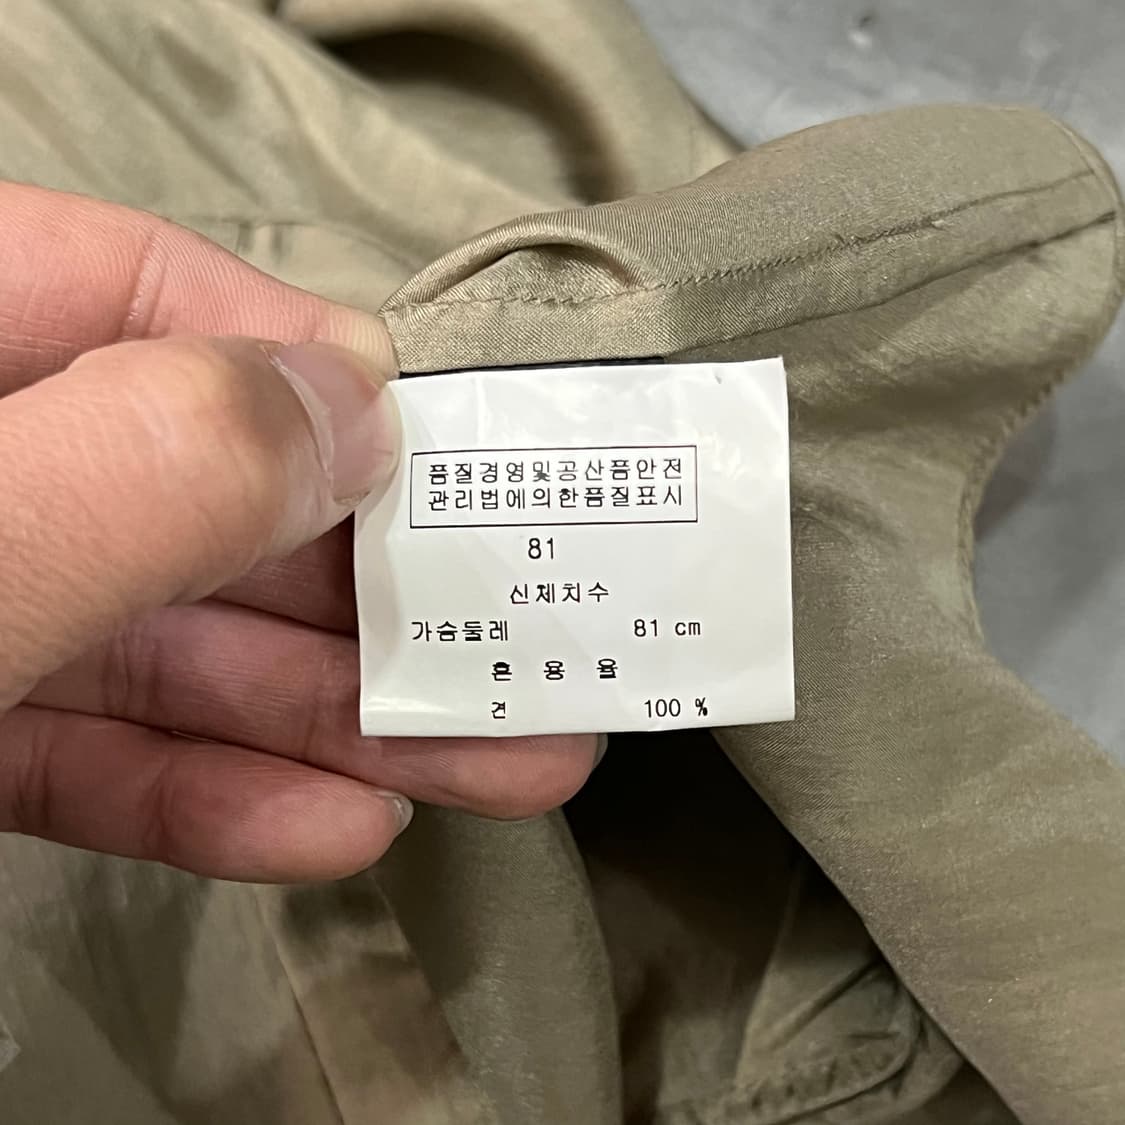 품질경영및공산품안전
관리법에의한품질표시
81
신체치수
가슴둘레 81 cm
혼 용 율
견 100 %